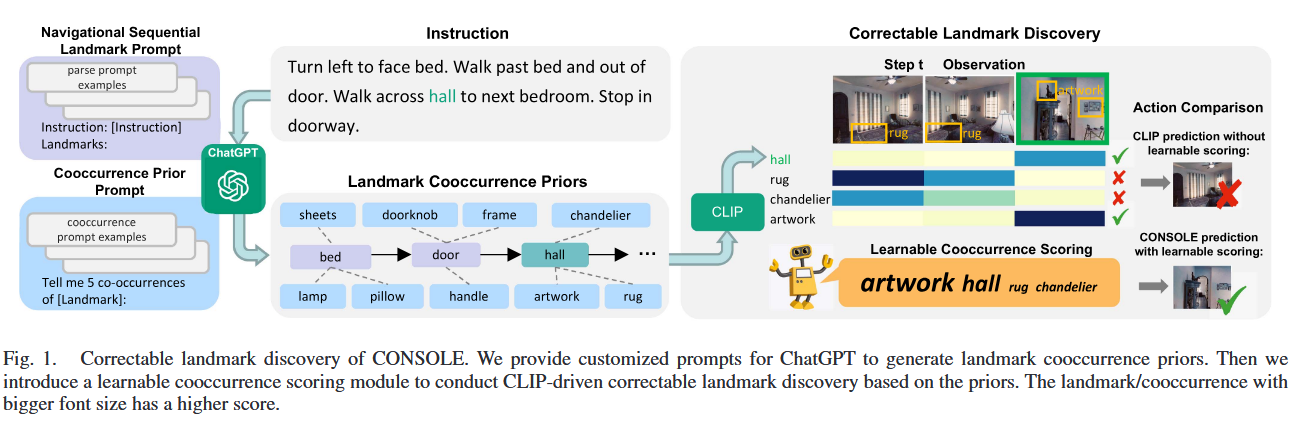 Navigational Sequential
Landmark Prompt
parse prompt
examples
Instruction: [Instruction]
Landmarks:
ChatGPT
Cooccurrence Prior
Prompt
cooccurrence
prompt examples
Tell me 5 co-occurrences
of [Landmark]:
Instruction
Turn left to face bed. Walk past bed and out of
door. Walk across hall to next bedroom. Stop in
doorway.
Landmark Cooccurrence Priors
sheets doorknob frame chandelier
bed door hall ...
lamp pillow handle artwork rug
CLIP
Correctable Landmark Discovery
Step t Observation
rug rug artwork
hall
rug
chandelier
artwork
Learnable Cooccurrence Scoring
artwork hall rug chandelier
Action Comparison
CLIP prediction without
learnable scoring:
CONSOLE prediction
with learnable scoring:
Fig. 1. Correctable landmark discovery of CONSOLE. We provide customized prompts for ChatGPT to generate landmark cooccurrence priors. Then we
introduce a learnable cooccurrence scoring module to conduct CLIP-driven correctable landmark discovery based on the priors. The landmark/cooccurrence with
bigger font size has a higher score.